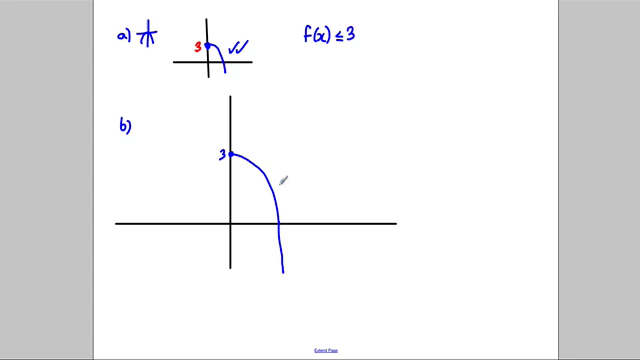 a)
3
f(x) ≤ 3
b)
3
Extend Page